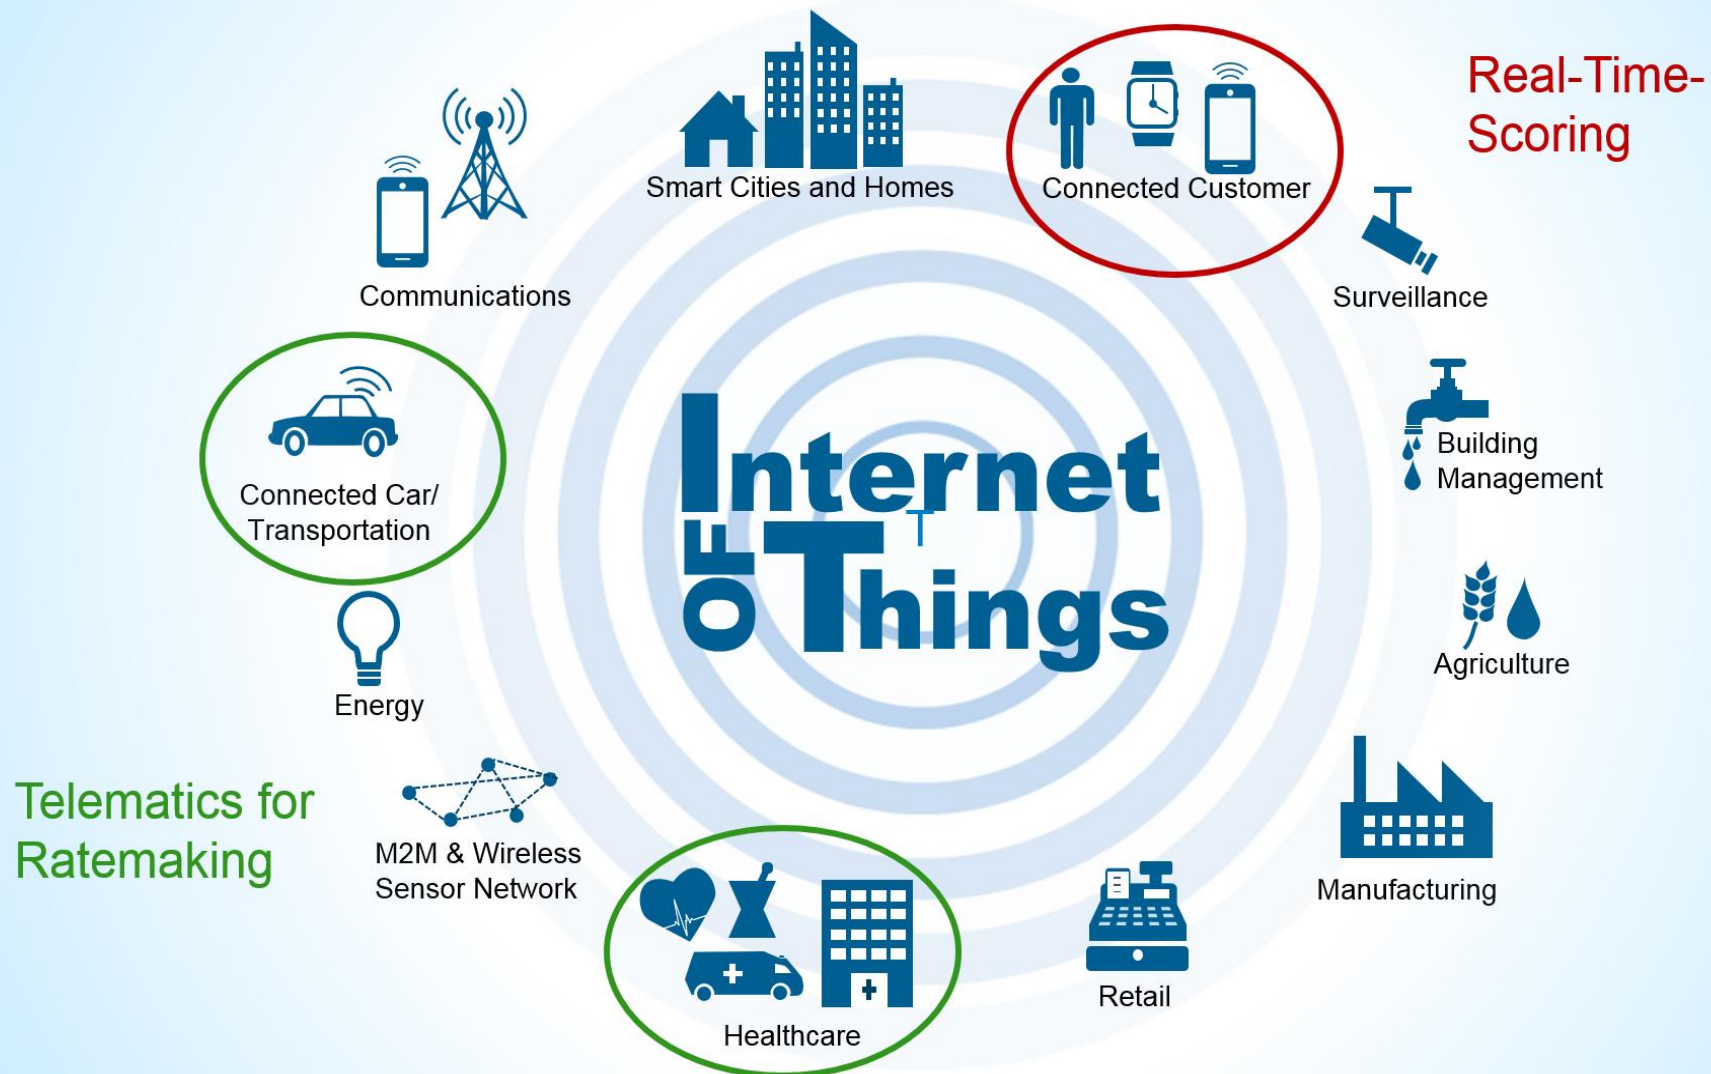 Real-Time-
Scoring
Smart Cities and Homes
Connected Customer
Communications
Surveillance
Connected Car/
Transportation
Building
Management
Internet
OF Things
T
Energy
Agriculture
Telematics for
Ratemaking
M2M & Wireless
Sensor Network
Manufacturing
Retail
Healthcare